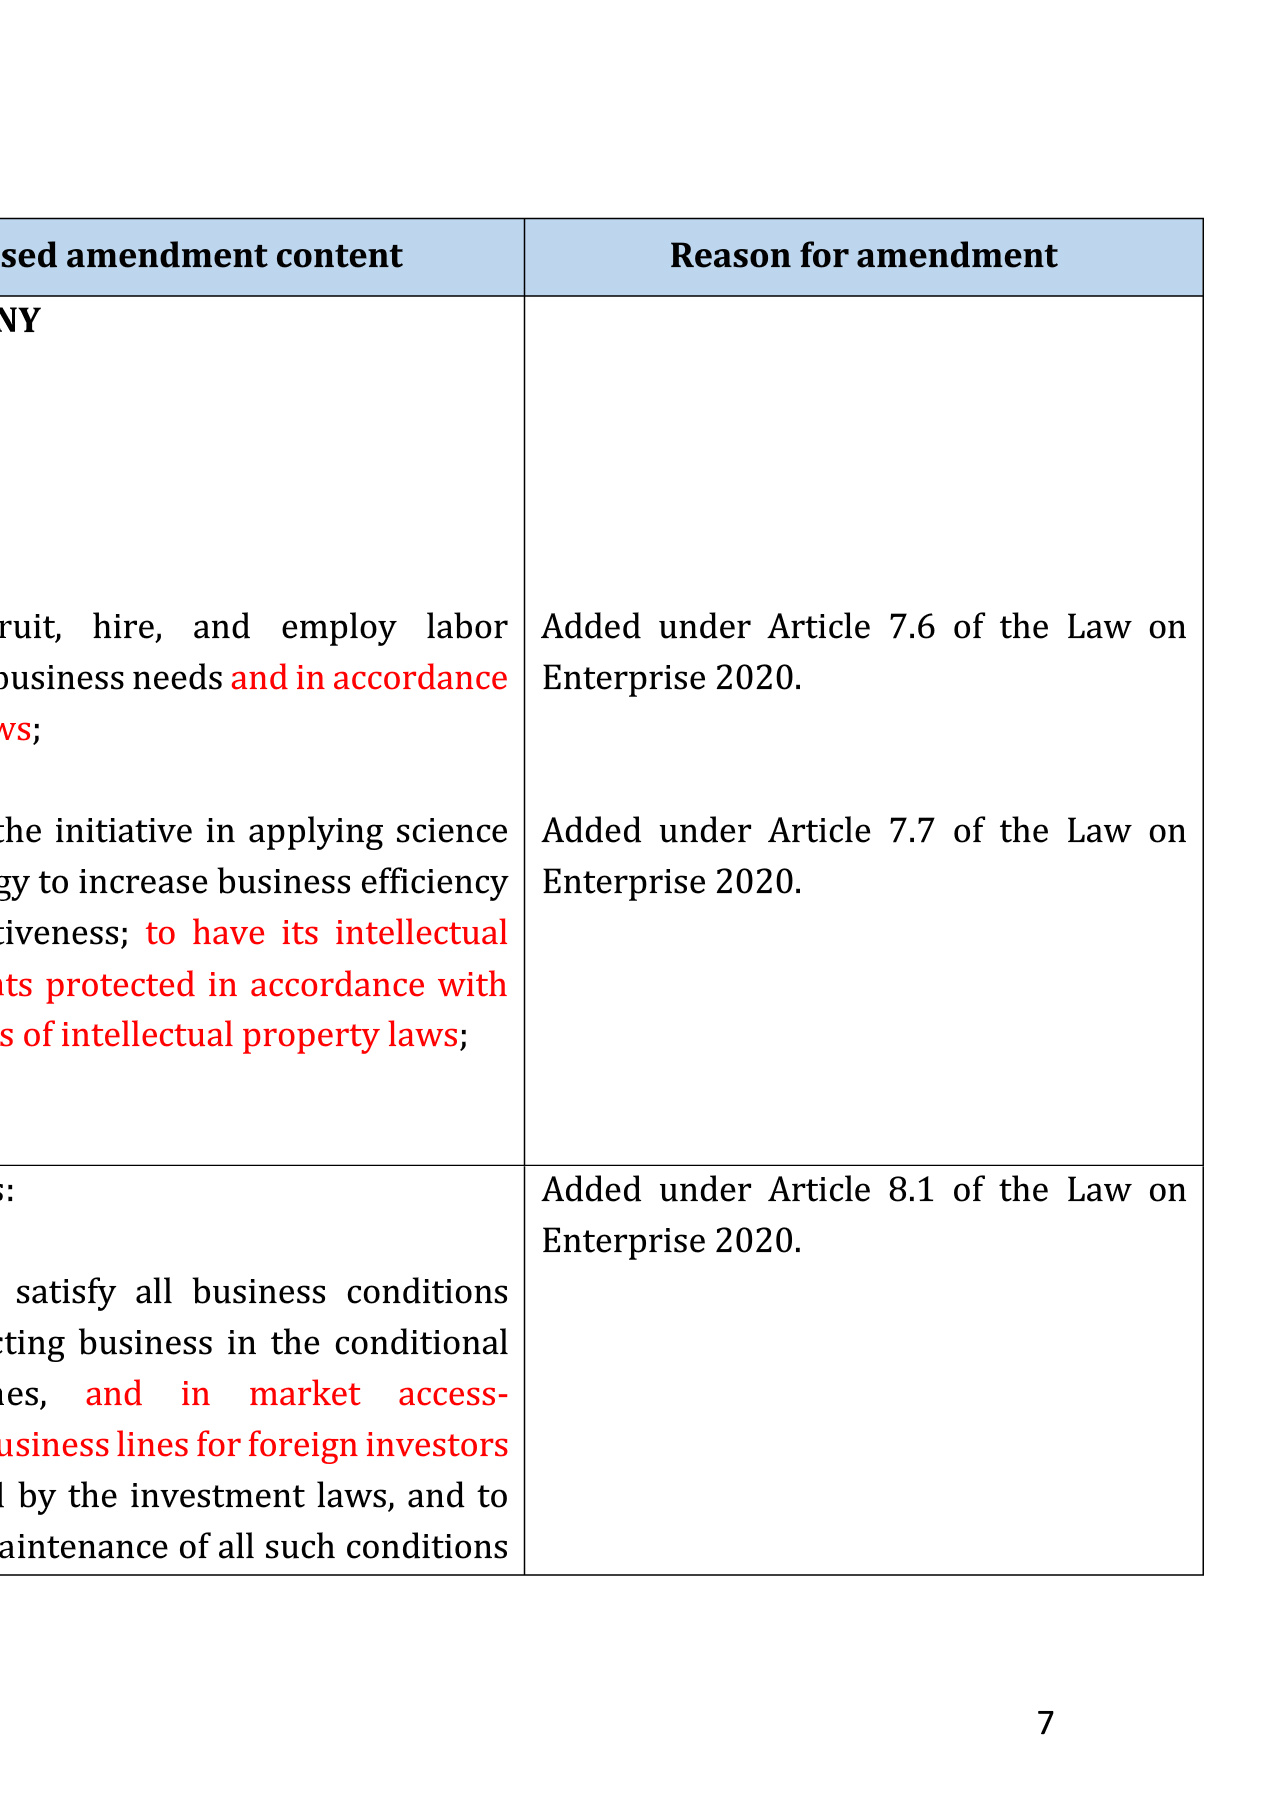 sed amendment content
Reason for amendment
NY
ruit, hire, and employ labor
business needs and in accordance
ws;
the initiative in applying science
gy to increase business efficiency
tiveness; to have its intellectual
ts protected in accordance with
s of intellectual property laws;
Added under Article 7.6 of the Law on
Enterprise 2020.
Added under Article 7.7 of the Law on
Enterprise 2020.
s:
satisfy all business conditions
cting business in the conditional
nes, and in market access-
usiness lines for foreign investors
d by the investment laws, and to
aintenance of all such conditions
Added under Article 8.1 of the Law on
Enterprise 2020.
7